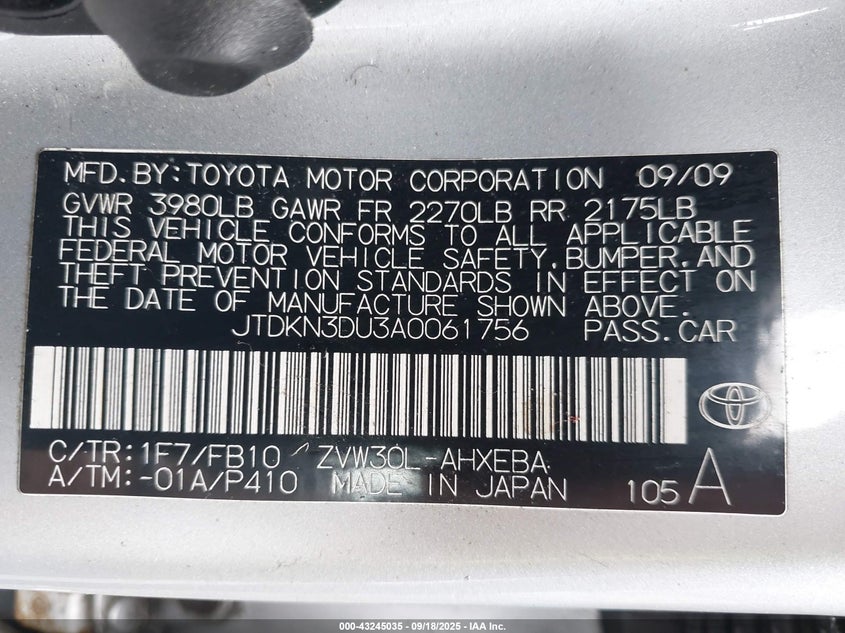 MFD.BY:TOYOTA MOTOR CORPORATION 09/09
GVWR 3980LB GAWR FR 2270LB RR 2175LB
THIS VEHICLE CONFORMS TO ALL APPLICABLE
FEDERAL MOTOR VEHICLE SAFETY,BUMPER,AND
THEFT PREVENTION STANDARDS IN EFFECT ON
THE DATE OF MANUFACTURE SHOWN ABOVE.
JTDKN3DU3A0061756 PASS.CAR
C/TR:1F7/FB10 ZVW30L-AHXEBA
A/TM:-01A/P410 MADE IN JAPAN 105 A
000-43245035 - 09/18/2025 - IAA Inc.